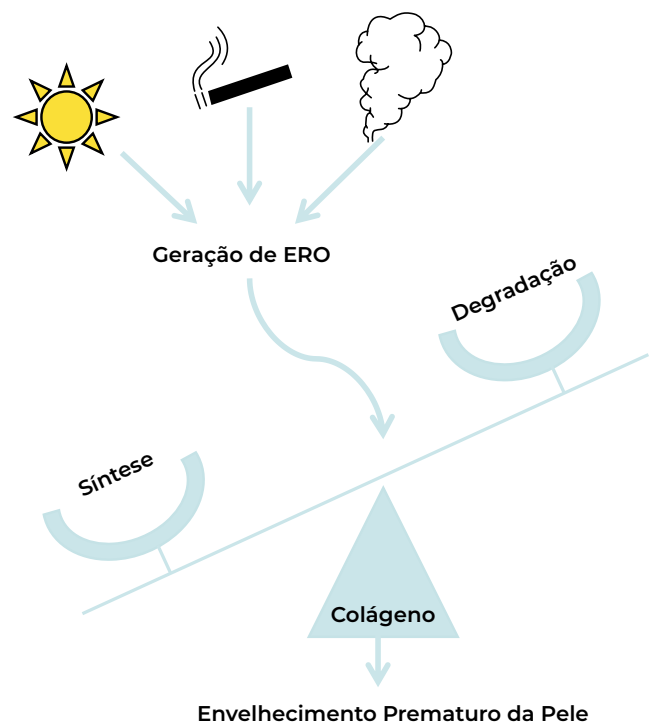 Geração de ERO
Degradação
Síntese
Colágeno
Envelhecimento Prematuro da Pele